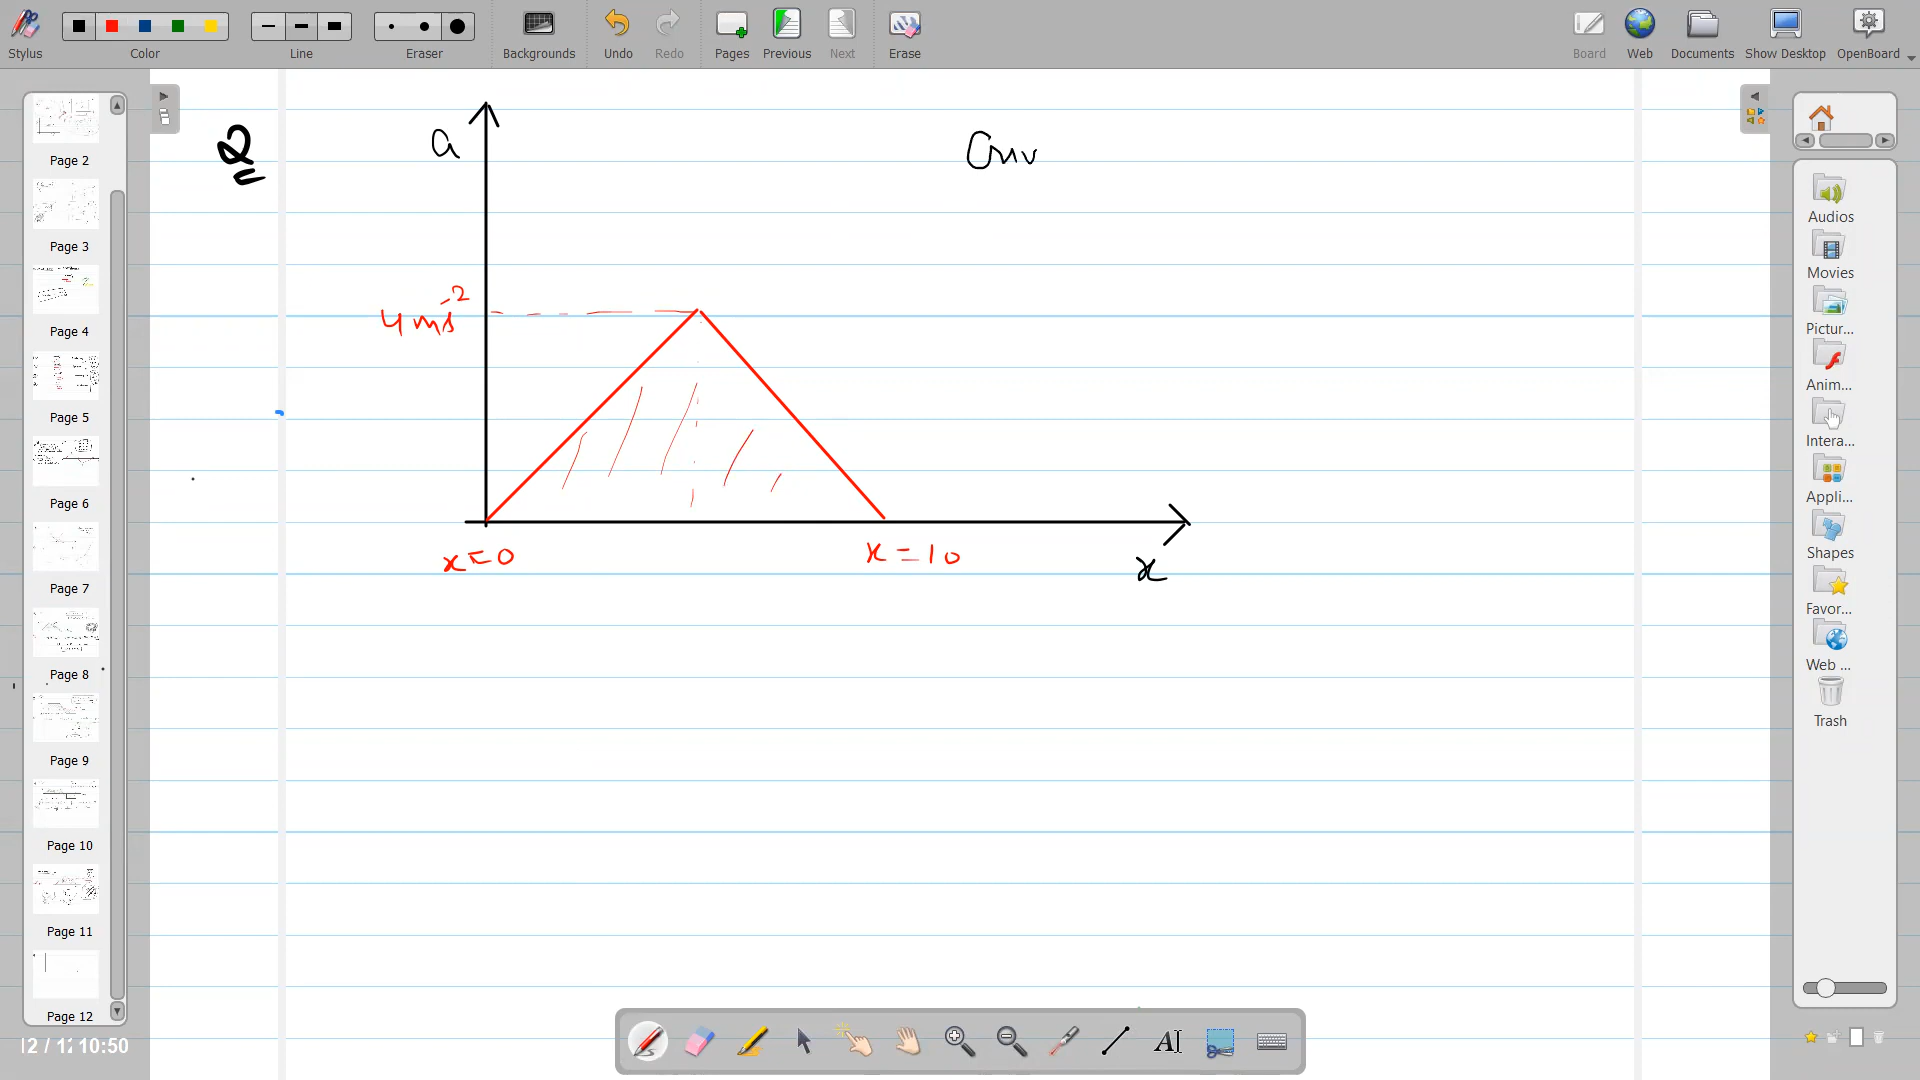 Stylus
Color
Line
Eraser
Backgrounds
Undo
Redo
Pages
Previous
Next
Erase
Board
Web
Documents
Show Desktop
OpenBoard
Page 2
Page 3
Page 4
Page 5
Page 6
Page 7
Page 8
Page 9
Page 10
Page 11
Page 12
12 / 12 10:50
Q
a
4 ms⁻²
x=0
x=10
x
Audios
Movies
Pictur...
Anim...
Intera...
Appli...
Shapes
Favor...
Web ...
Trash